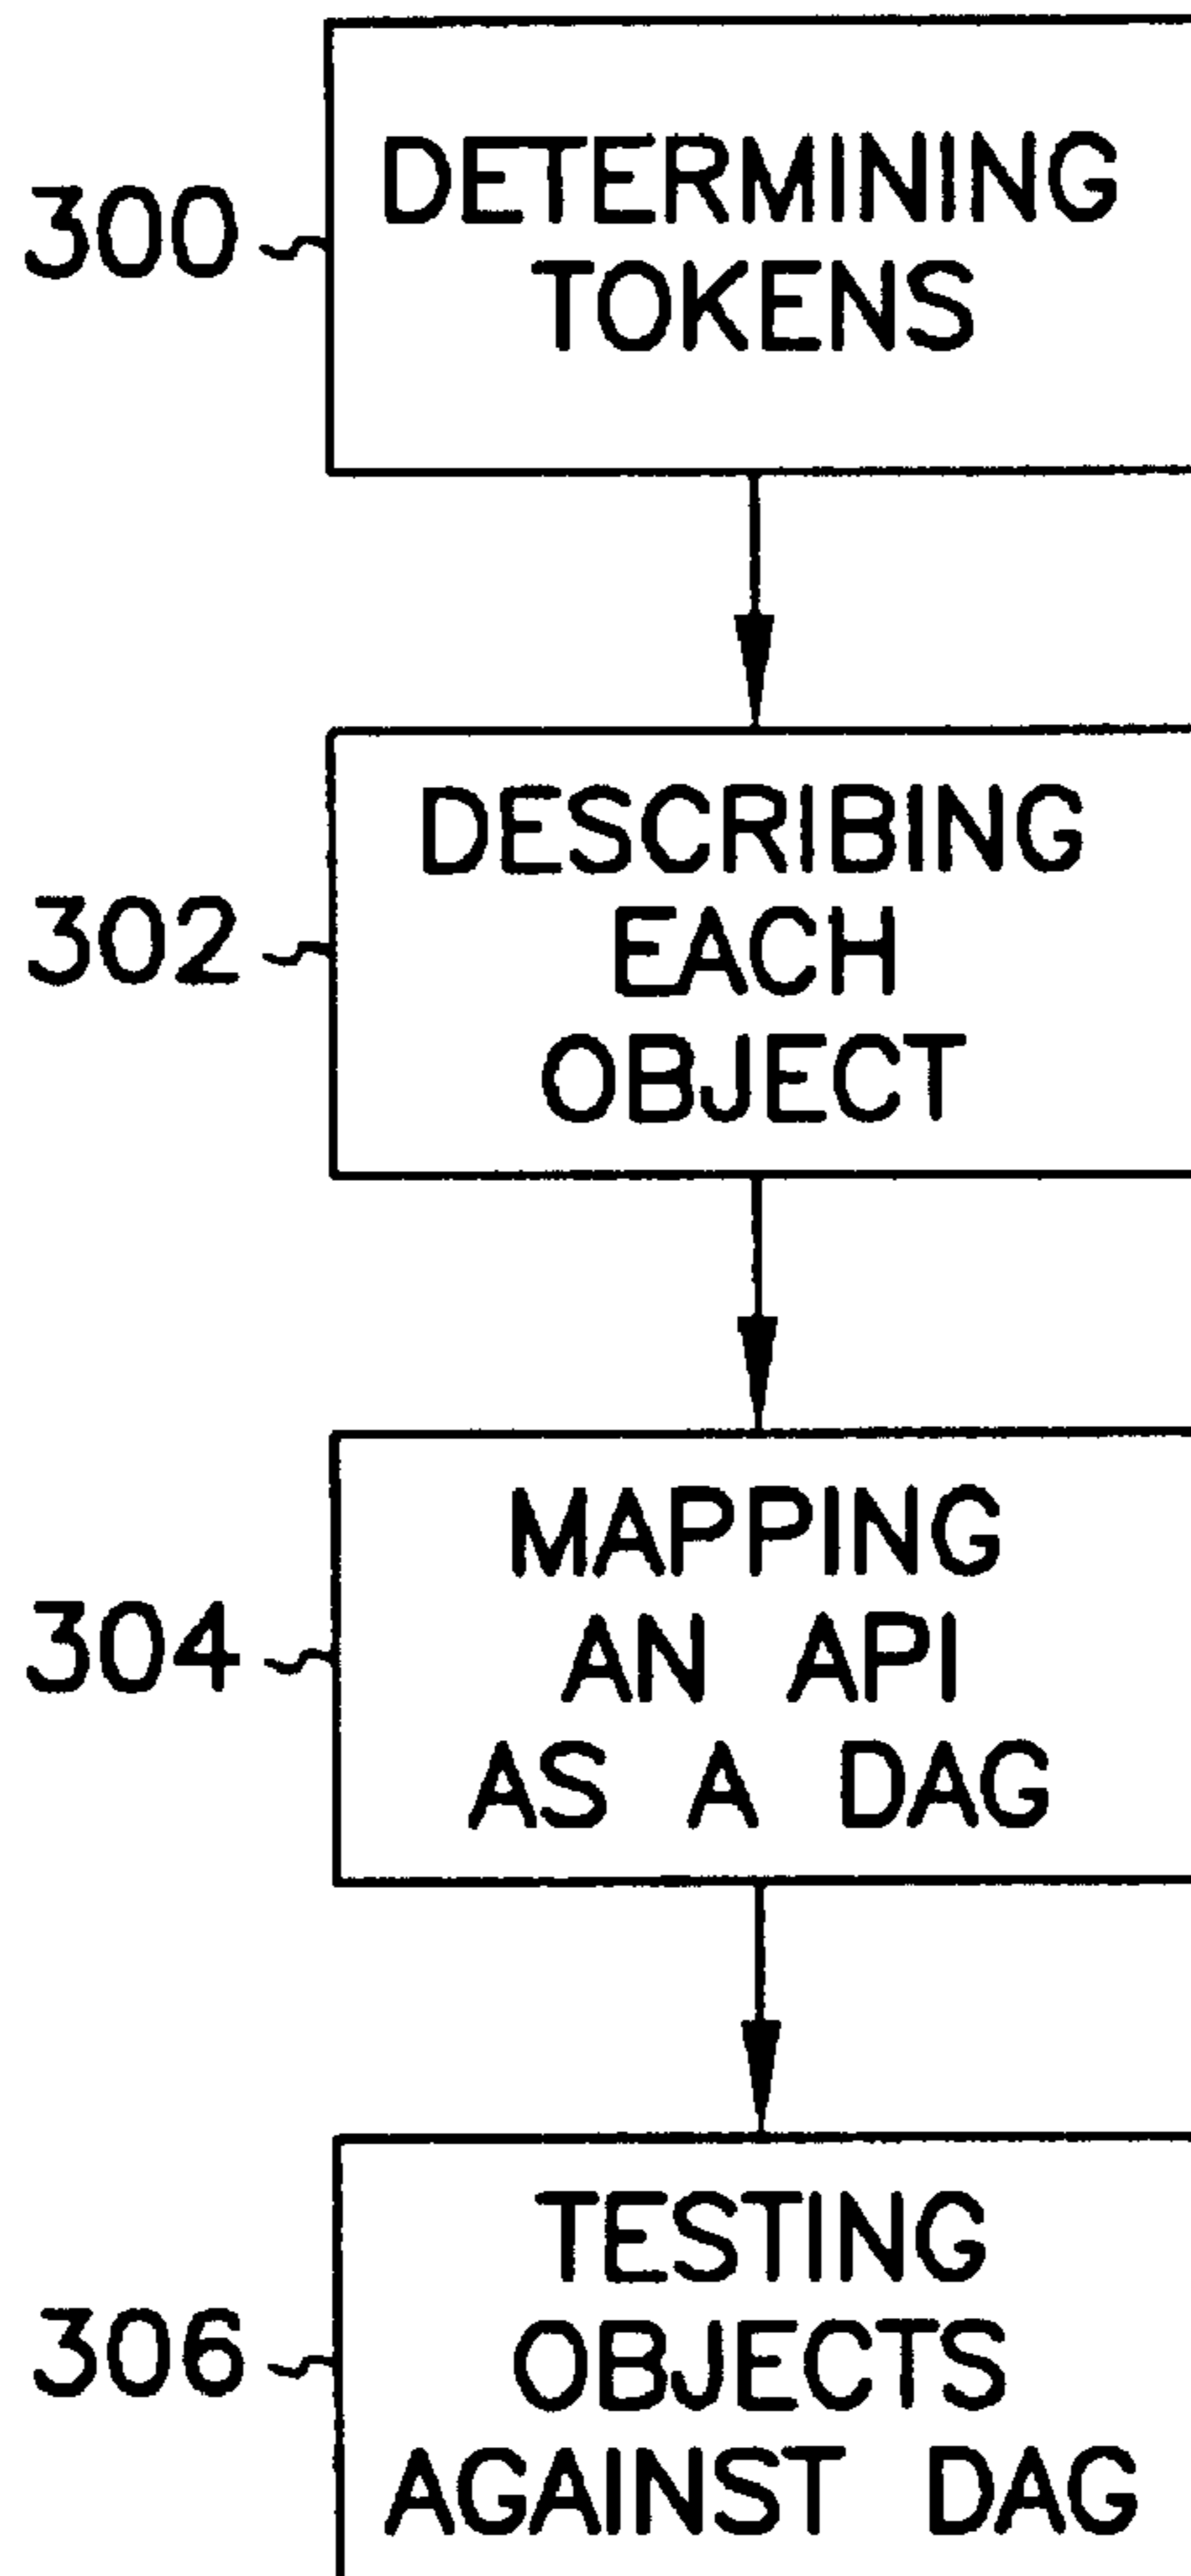 300
DETERMINING
TOKENS
302
DESCRIBING
EACH
OBJECT
304
MAPPING
AN API
AS A DAG
306
TESTING
OBJECTS
AGAINST DAG